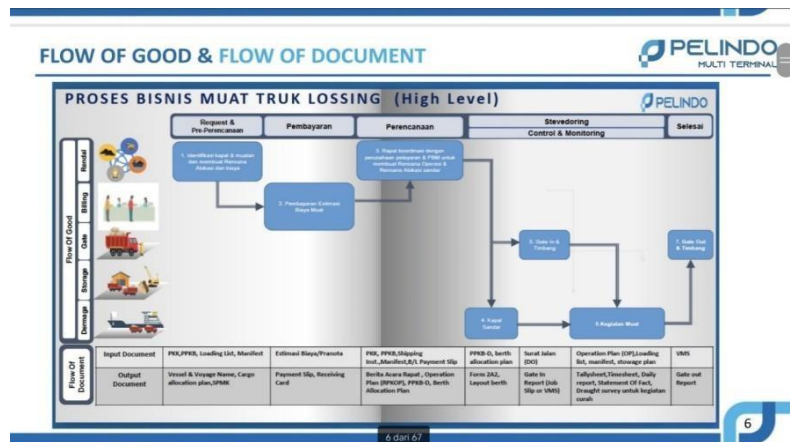 FLOW OF GOOD & FLOW OF DOCUMENT
PELINDO
MULTI TERMINAL
PROSES BISNIS MUAT TRUK LOSSING (High Level)
PELINDO
Request &
Pre-Perencanaan
Pembayaran
Perencanaan
Stevedoring
Control & Monitoring
Selesai
Flow Of Good
Rendal
Billing
Gate
Storage
Dermaga
1. Identifikasi kapal & muatan
dan membuat Rencana
Alokasi dan biaya
2. Pembayaran Estimasi
Biaya Muat
3. Rapat koordinasi dengan
perusahaan pelayaran & PBM untuk
membuat Rencana Operasi &
Rencana Alokasi sandar
4. Kapal
Sandar
5. Gate In &
Timbang
6.Kegiatan Muat
7. Gate Out
& Timbang
Flow Of
Document
Input Document
PKK,PPKB, Loading List, Manifest
Estimasi Biaya/Pranota
PKK, PPKB,Shipping
Inst.,Manifest,B/L Payment Slip
PPKB-D, berth
allocation plan
Surat Jalan
(DO)
Operation Plan (OP),Loading
list, manifest, stowage plan
VMS
Output
Document
Vessel & Voyage Name, Cargo
allocation plan,SPMK
Payment Slip, Receiving
Card
Berita Acara Rapat , Operation
Plan (RPKOP), PPKB-D, Berth
Allocation Plan
Form 2A2,
Layout berth
Gate In
Report (Job
Slip or VMS)
Tallysheet,Timesheet, Daily
report, Statement Of Fact,
Draught survey untuk kegiatan
curah
Gate out
Report
6
6 dari 67